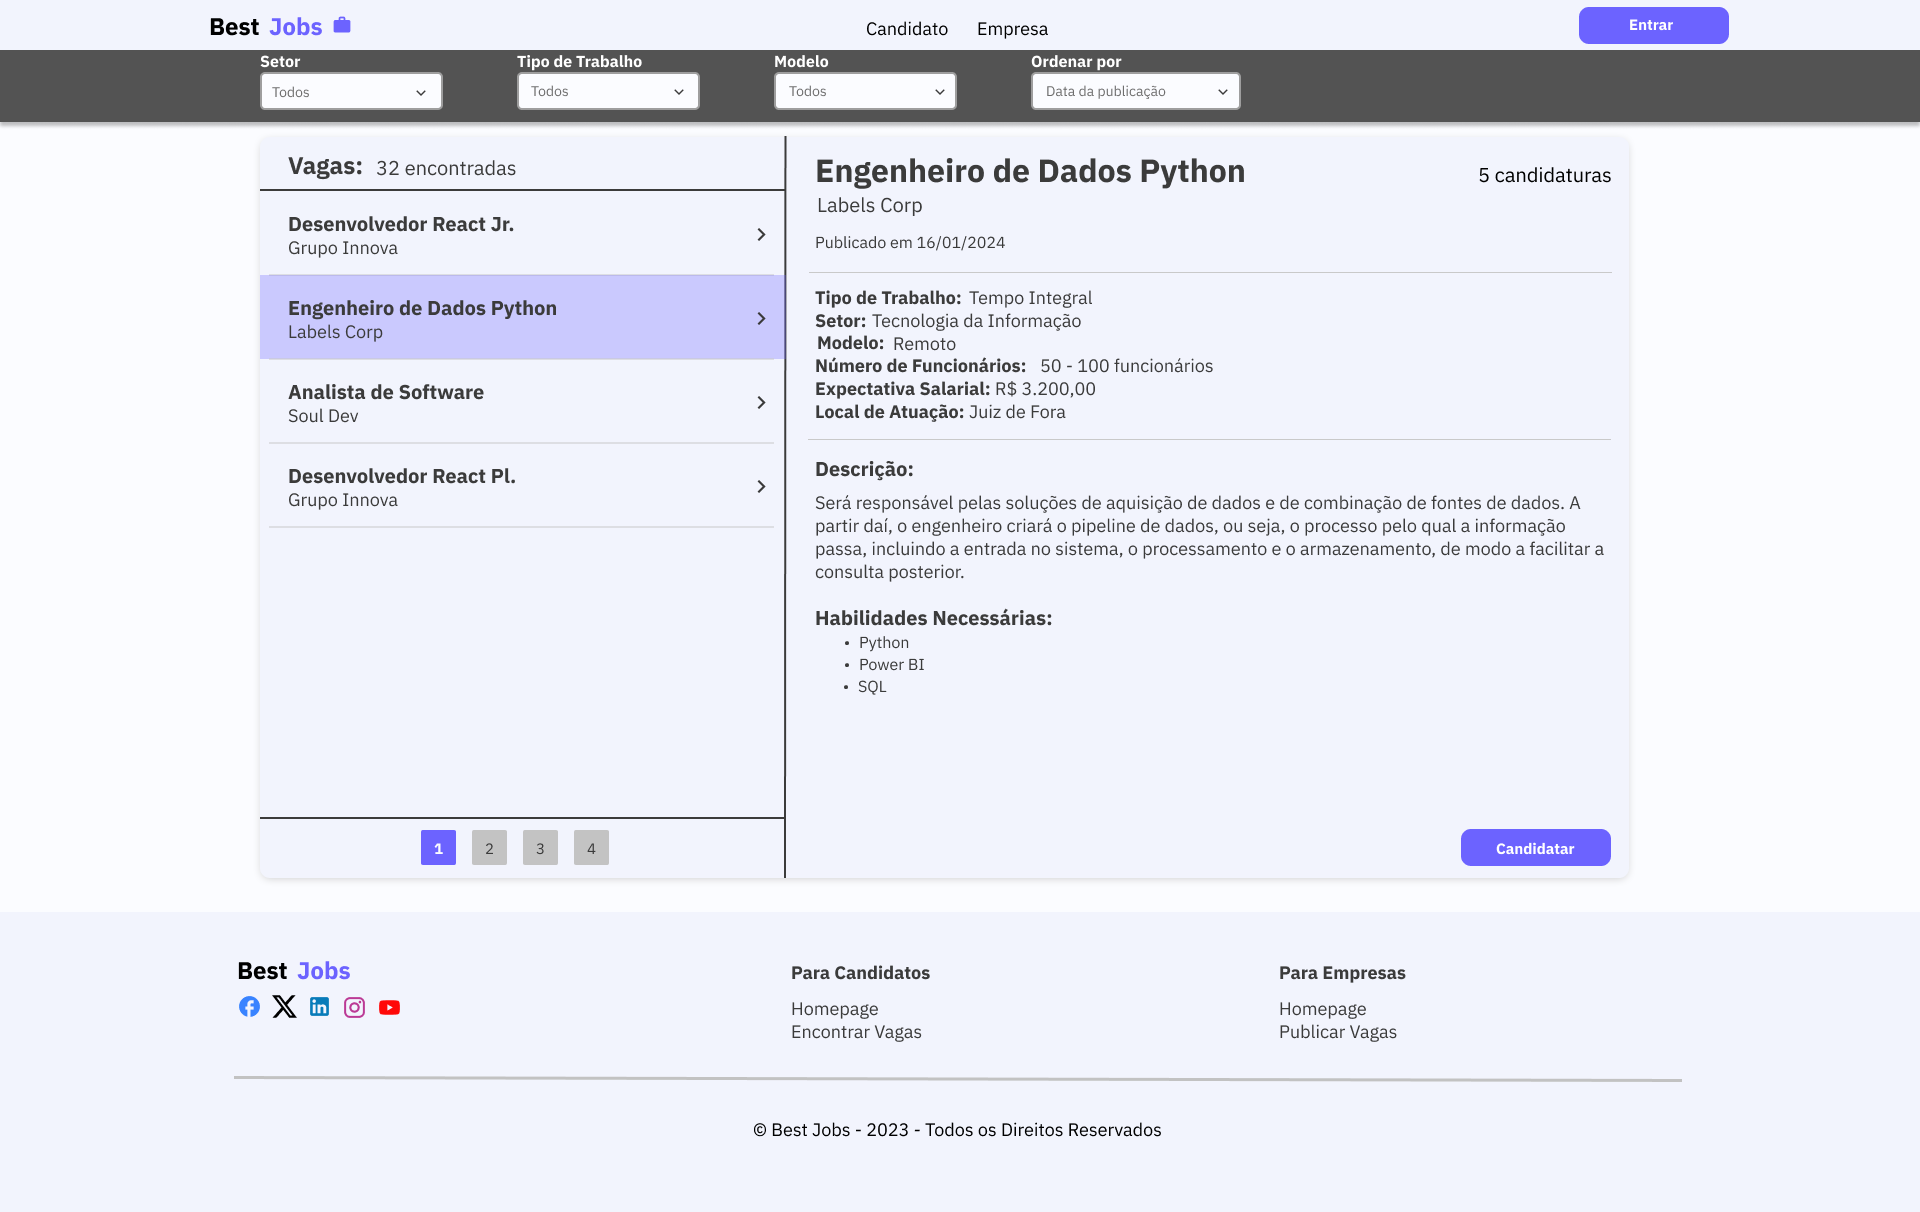 Best Jobs
Candidato Empresa
Entrar
Setor Tipo de Trabalho Modelo Ordenar por
Todos Todos Todos Data da publicação
Vagas: 32 encontradas
Desenvolvedor React Jr.
Grupo Innova
Engenheiro de Dados Python
Labels Corp
Analista de Software
Soul Dev
Desenvolvedor React Pl.
Grupo Innova
1 2 3 4
Engenheiro de Dados Python
5 candidaturas
Labels Corp
Publicado em 16/01/2024
Tipo de Trabalho: Tempo Integral
Setor: Tecnologia da Informação
Modelo: Remoto
Número de Funcionários: 50 - 100 funcionários
Expectativa Salarial: R$ 3.200,00
Local de Atuação: Juiz de Fora
Descrição:
Será responsável pelas soluções de aquisição de dados e de combinação de fontes de dados. A
partir daí, o engenheiro criará o pipeline de dados, ou seja, o processo pelo qual a informação
passa, incluindo a entrada no sistema, o processamento e o armazenamento, de modo a facilitar a
consulta posterior.
Habilidades Necessárias:
• Python
• Power BI
• SQL
Candidatar
Best Jobs
Para Candidatos
Homepage
Encontrar Vagas
Para Empresas
Homepage
Publicar Vagas
© Best Jobs - 2023 - Todos os Direitos Reservados